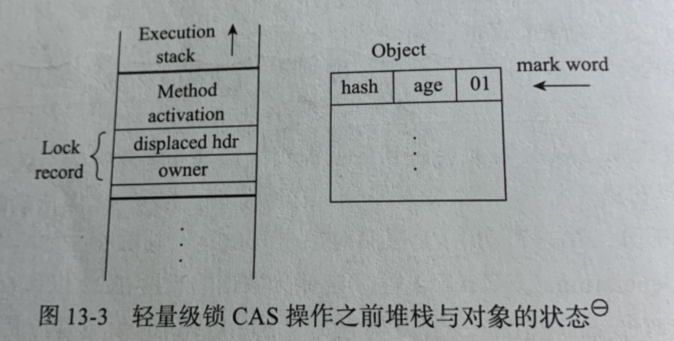 Execution
stack
Method
activation
Lock
record
displaced hdr
owner
Object
mark word
hash age 01
图 13-3 轻量级锁 CAS 操作之前堆栈与对象的状态㊀